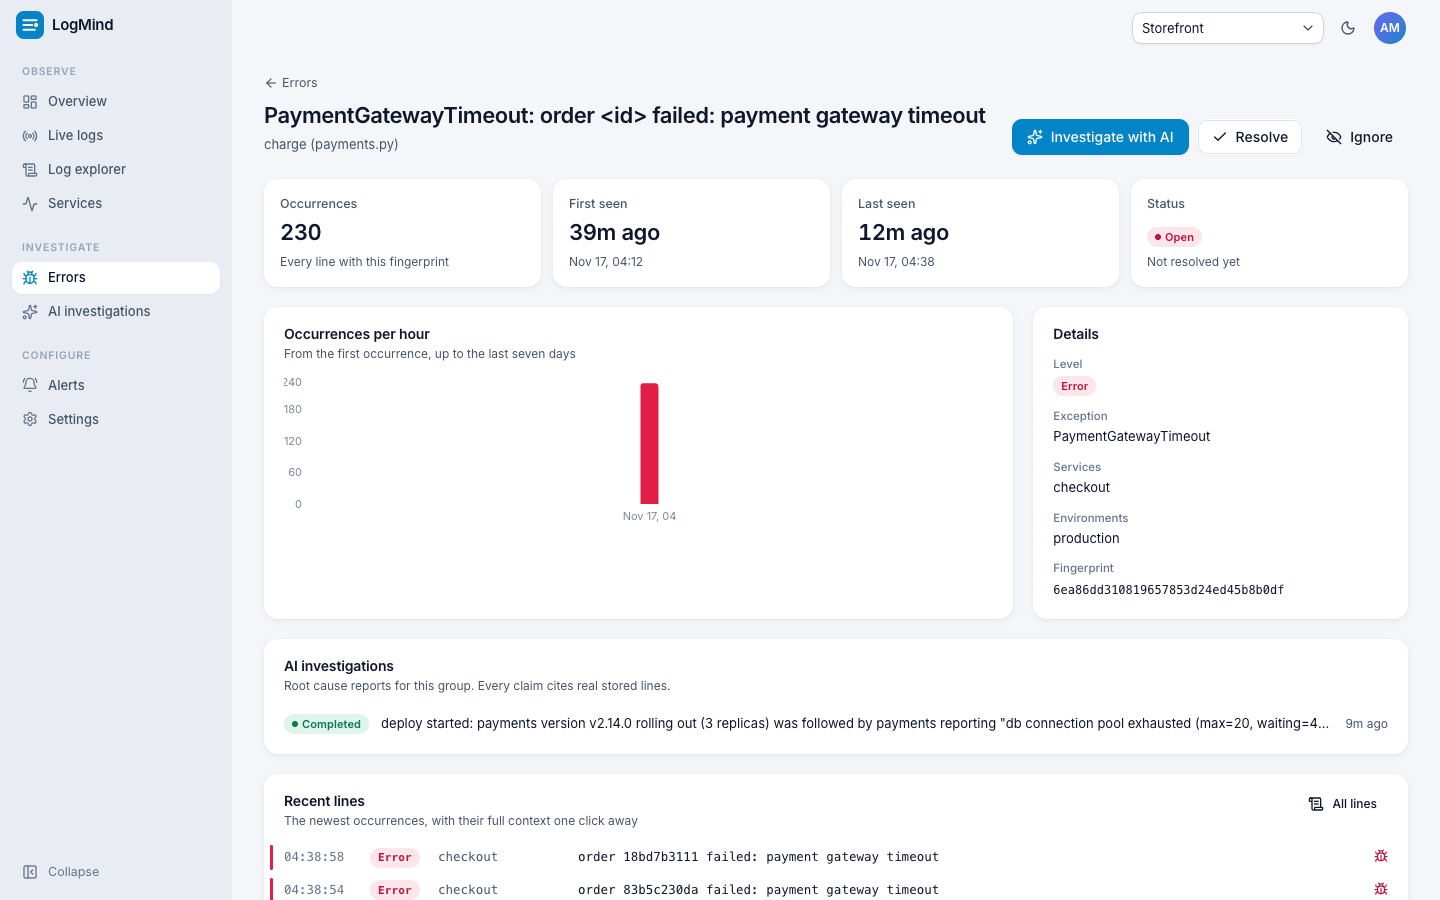 LogMind
Storefront
AM
OBSERVE
Overview
Live logs
Log explorer
Services
INVESTIGATE
Errors
AI investigations
CONFIGURE
Alerts
Settings
Collapse
Errors
PaymentGatewayTimeout: order <id> failed: payment gateway timeout
charge (payments.py)
Investigate with AI
Resolve
Ignore
Occurrences
230
Every line with this fingerprint
First seen
39m ago
Nov 17, 04:12
Last seen
12m ago
Nov 17, 04:38
Status
Open
Not resolved yet
Occurrences per hour
From the first occurrence, up to the last seven days
240
180
120
60
0
Nov 17, 04
Details
Level
Error
Exception
PaymentGatewayTimeout
Services
checkout
Environments
production
Fingerprint
6ea86dd310819657853d24ed45b8b0df
AI investigations
Root cause reports for this group. Every claim cites real stored lines.
Completed deploy started: payments version v2.14.0 rolling out (3 replicas) was followed by payments reporting "db connection pool exhausted (max=20, waiting=4... 9m ago
Recent lines
The newest occurrences, with their full context one click away
All lines
04:38:58 Error checkout order 18bd7b3111 failed: payment gateway timeout
04:38:54 Error checkout order 83b5c230da failed: payment gateway timeout